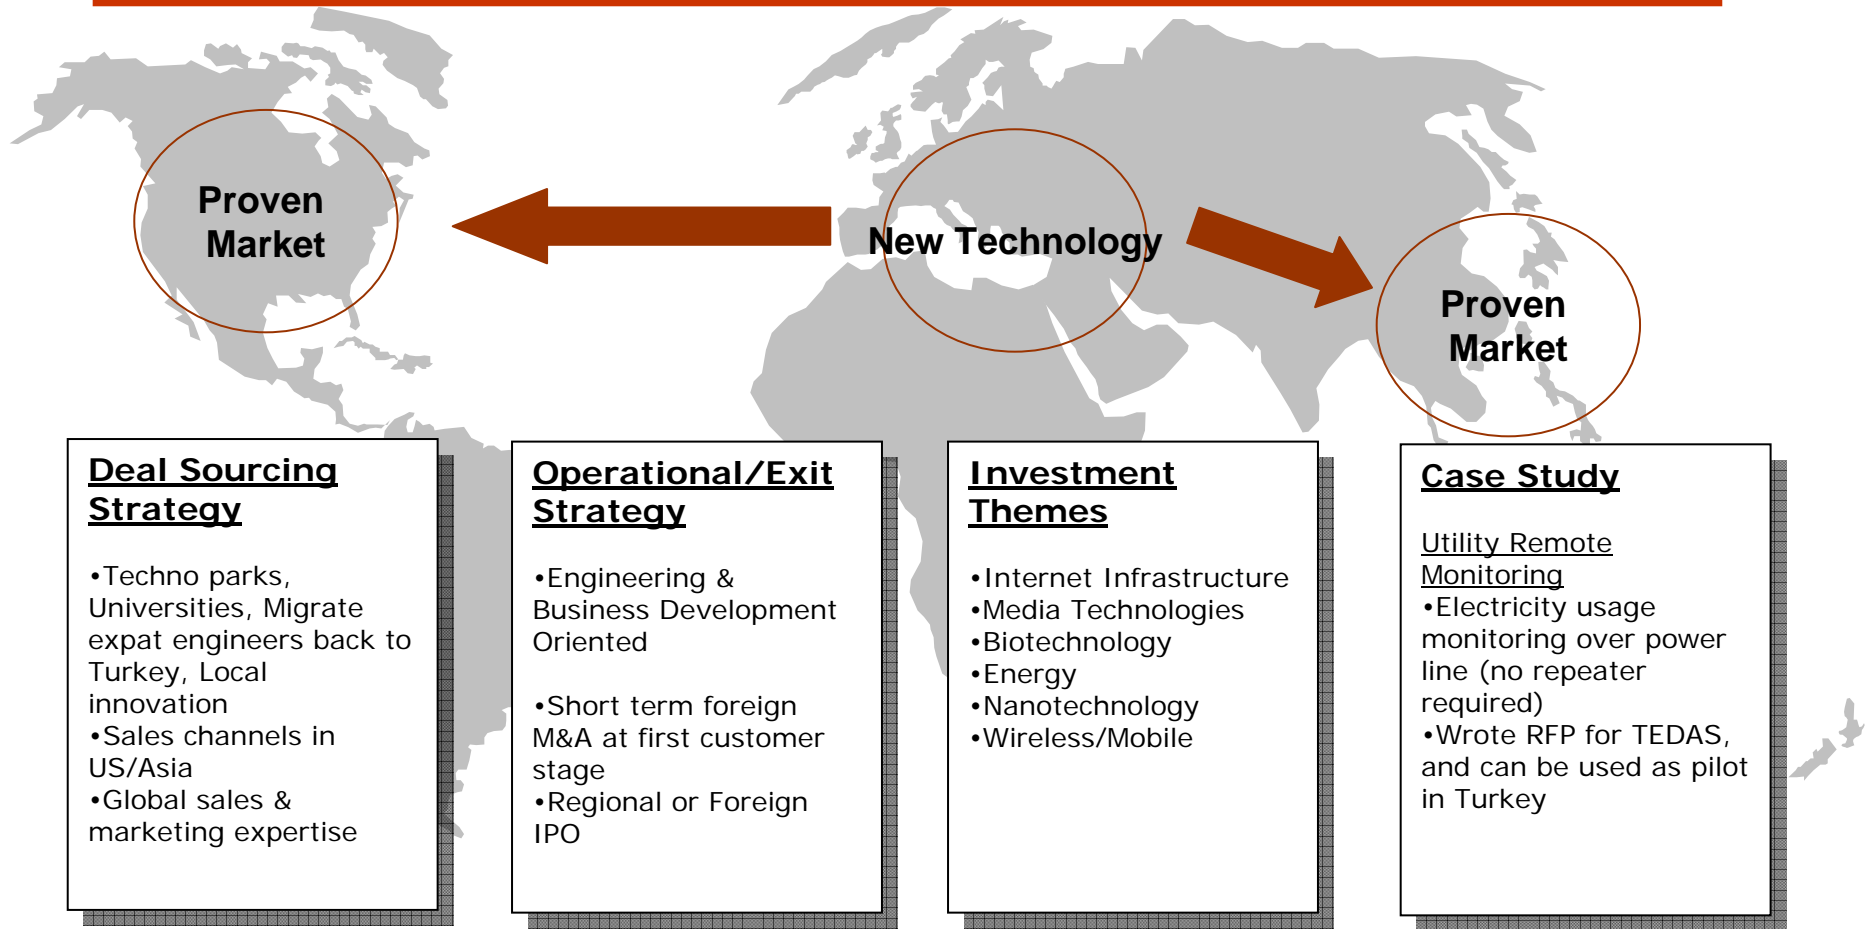 Proven
Market
New Technology
Proven
Market
Deal Sourcing
Strategy
•Techno parks,
Universities, Migrate
expat engineers back to
Turkey, Local
innovation
•Sales channels in
US/Asia
•Global sales &
marketing expertise
Operational/Exit
Strategy
•Engineering &
Business Development
Oriented
•Short term foreign
M&A at first customer
stage
•Regional or Foreign
IPO
Investment
Themes
•Internet Infrastructure
•Media Technologies
•Biotechnology
•Energy
•Nanotechnology
•Wireless/Mobile
Case Study
Utility Remote
Monitoring
•Electricity usage
monitoring over power
line (no repeater
required)
•Wrote RFP for TEDAS,
and can be used as pilot
in Turkey